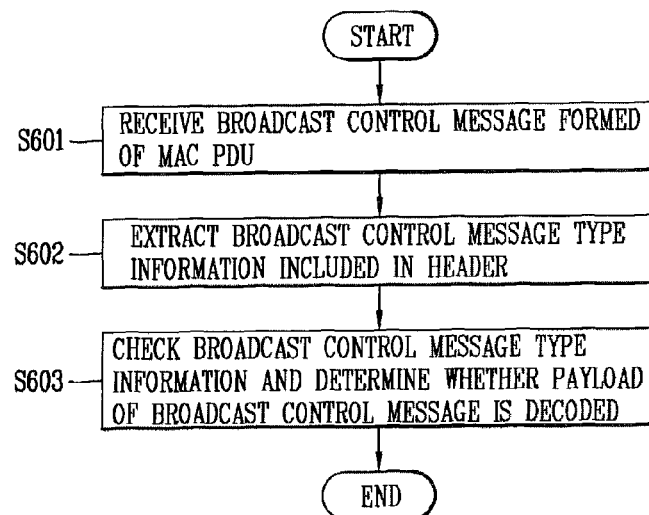 START
S601
RECEIVE BROADCAST CONTROL MESSAGE FORMED
OF MAC PDU
S602
EXTRACT BROADCAST CONTROL MESSAGE TYPE
INFORMATION INCLUDED IN HEADER
S603
CHECK BROADCAST CONTROL MESSAGE TYPE
INFORMATION AND DETERMINE WHETHER PAYLOAD
OF BROADCAST CONTROL MESSAGE IS DECODED
END